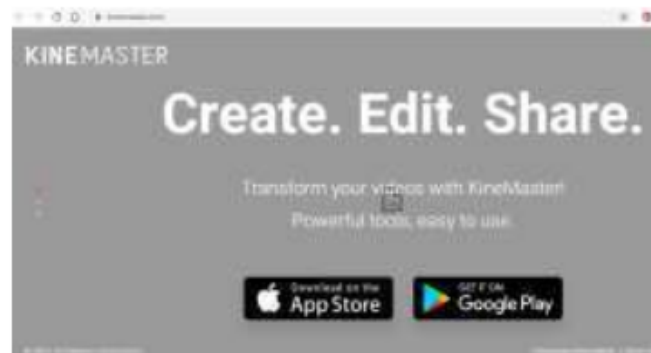 KINEMASTER
Create. Edit. Share.
Transform your videos with KineMaster!
Powerful tools, easy to use.
Download on the
App Store
GET IT ON
Google Play